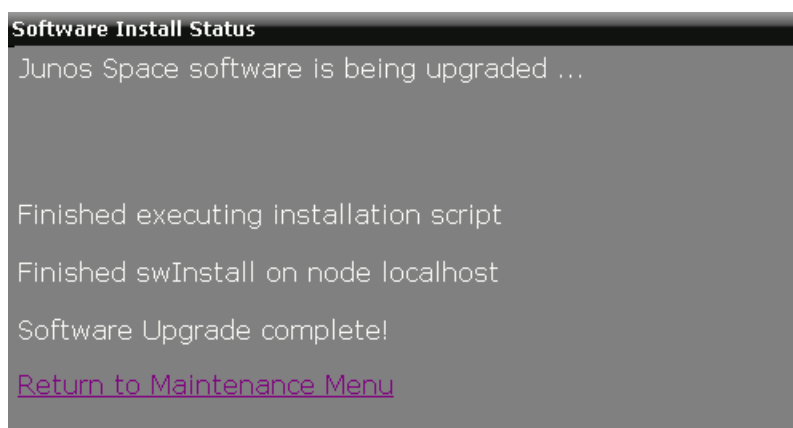 Software Install Status
Junos Space software is being upgraded ...
Finished executing installation script
Finished swInstall on node localhost
Software Upgrade complete!
Return to Maintenance Menu